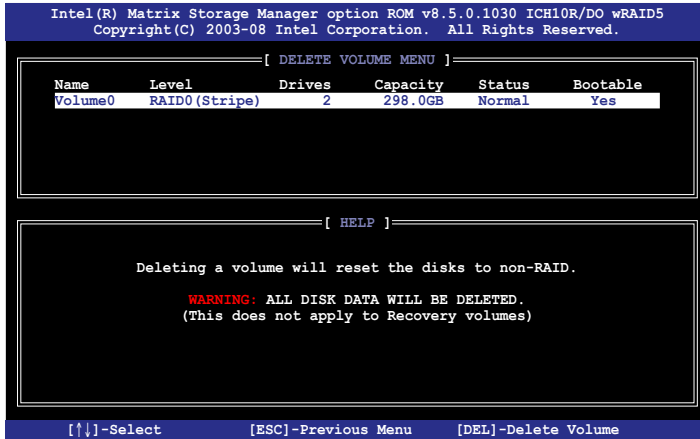 Intel(R) Matrix Storage Manager option ROM v8.5.0.1030 ICH10R/DO wRAID5
Copyright(C) 2003-08 Intel Corporation. All Rights Reserved.
[ DELETE VOLUME MENU ]
Name Level Drives Capacity Status Bootable
Volume0 RAID0(Stripe) 2 298.0GB Normal Yes
[ HELP ]
Deleting a volume will reset the disks to non-RAID.
WARNING: ALL DISK DATA WILL BE DELETED.
(This does not apply to Recovery volumes)
[↑↓]-Select [ESC]-Previous Menu [DEL]-Delete Volume